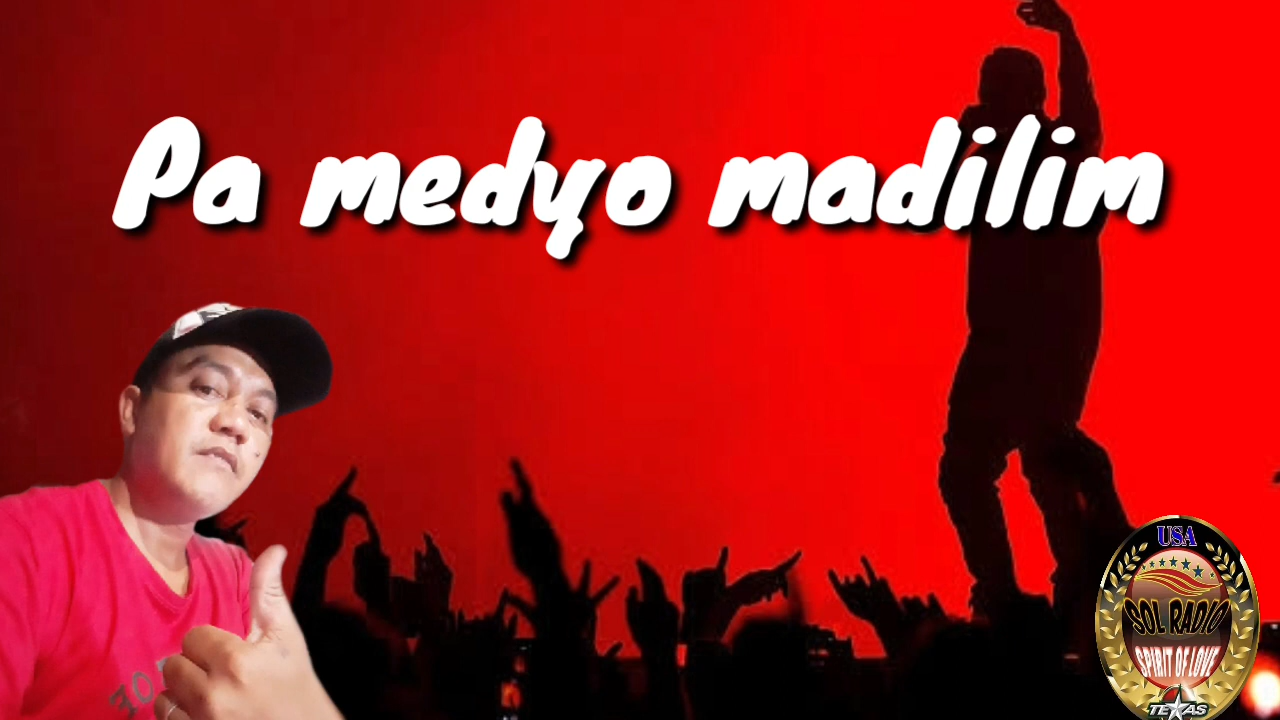 Pa medyo madilim
USA
SOL RADIO
SPIRIT OF LOVE
TEXAS